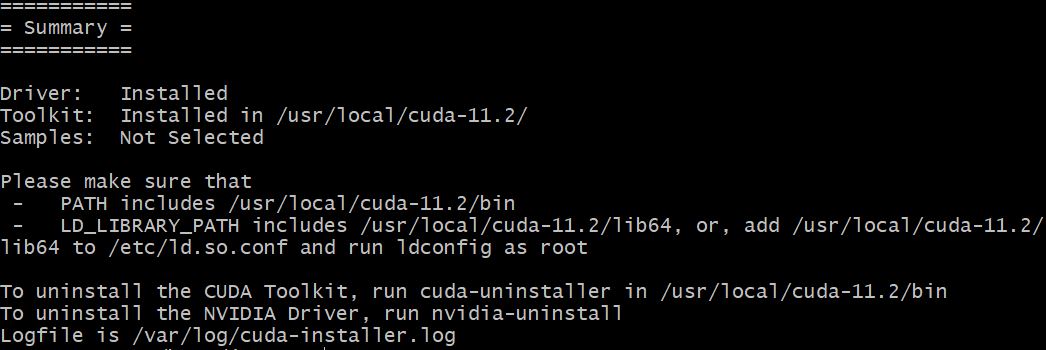 ===========
= Summary =
===========
Driver:   Installed
Toolkit:  Installed in /usr/local/cuda-11.2/
Samples:  Not Selected
Please make sure that
 -   PATH includes /usr/local/cuda-11.2/bin
 -   LD_LIBRARY_PATH includes /usr/local/cuda-11.2/lib64, or, add /usr/local/cuda-11.2/
lib64 to /etc/ld.so.conf and run ldconfig as root
To uninstall the CUDA Toolkit, run cuda-uninstaller in /usr/local/cuda-11.2/bin
To uninstall the NVIDIA Driver, run nvidia-uninstall
Logfile is /var/log/cuda-installer.log